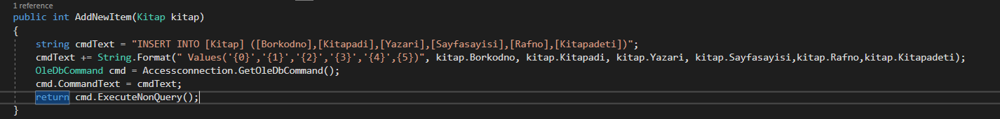 1 reference
public int AddNewItem(Kitap kitap)
{
string cmdText = "INSERT INTO [Kitap] ([Borkodno],[Kitapadi],[Yazari],[Sayfasayisi],[Rafno],[Kitapadeti])";
cmdText += String.Format(" Values('{0}','{1}','{2}','{3}','{4}',{5})", kitap.Borkodno, kitap.Kitapadi, kitap.Yazari, kitap.Sayfasayisi,kitap.Rafno,kitap.Kitapadeti);
OleDbCommand cmd = Accessconnection.GetOleDbCommand();
cmd.CommandText = cmdText;
return cmd.ExecuteNonQuery();
}